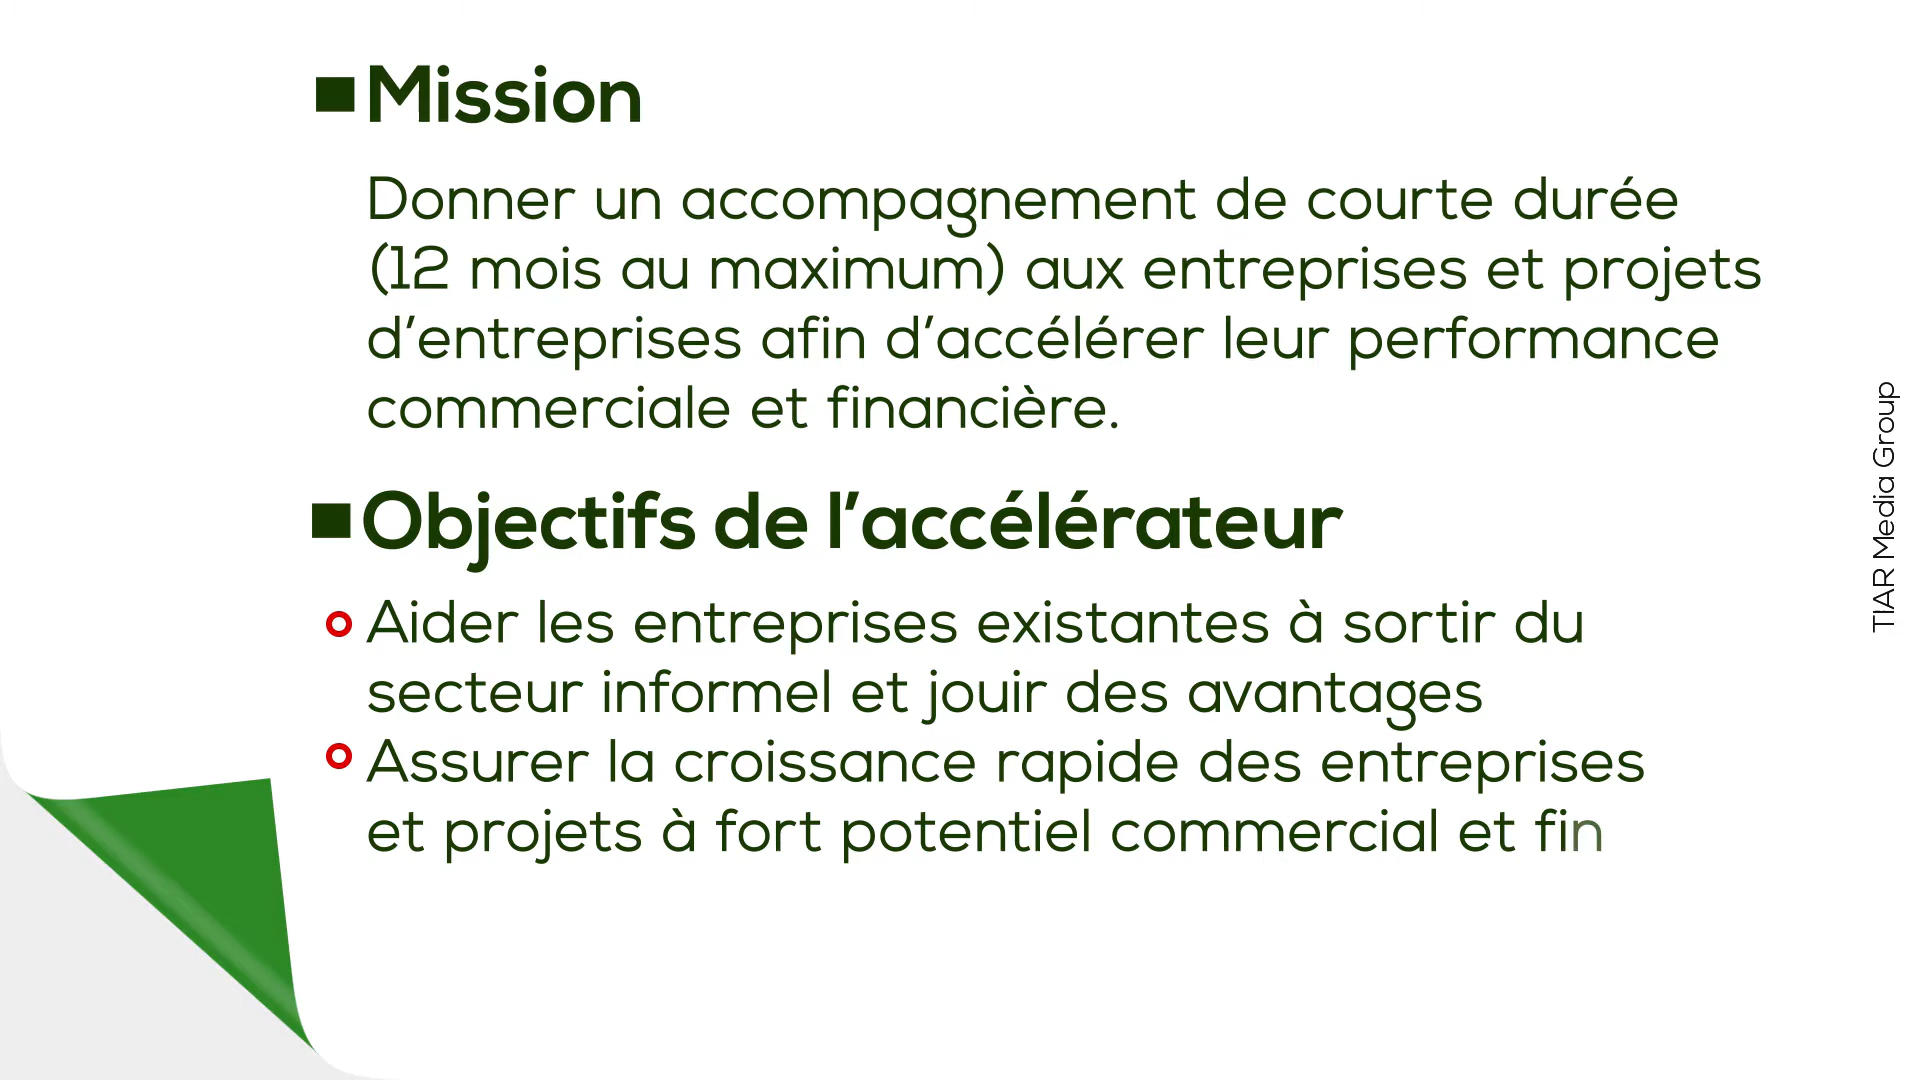 Mission
Donner un accompagnement de courte durée
(12 mois au maximum) aux entreprises et projets
d’entreprises afin d’accélérer leur performance
commerciale et financière.
Objectifs de l’accélérateur
Aider les entreprises existantes à sortir du
secteur informel et jouir des avantages
Assurer la croissance rapide des entreprises
et projets à fort potentiel commercial et fin
TIAR Media Group